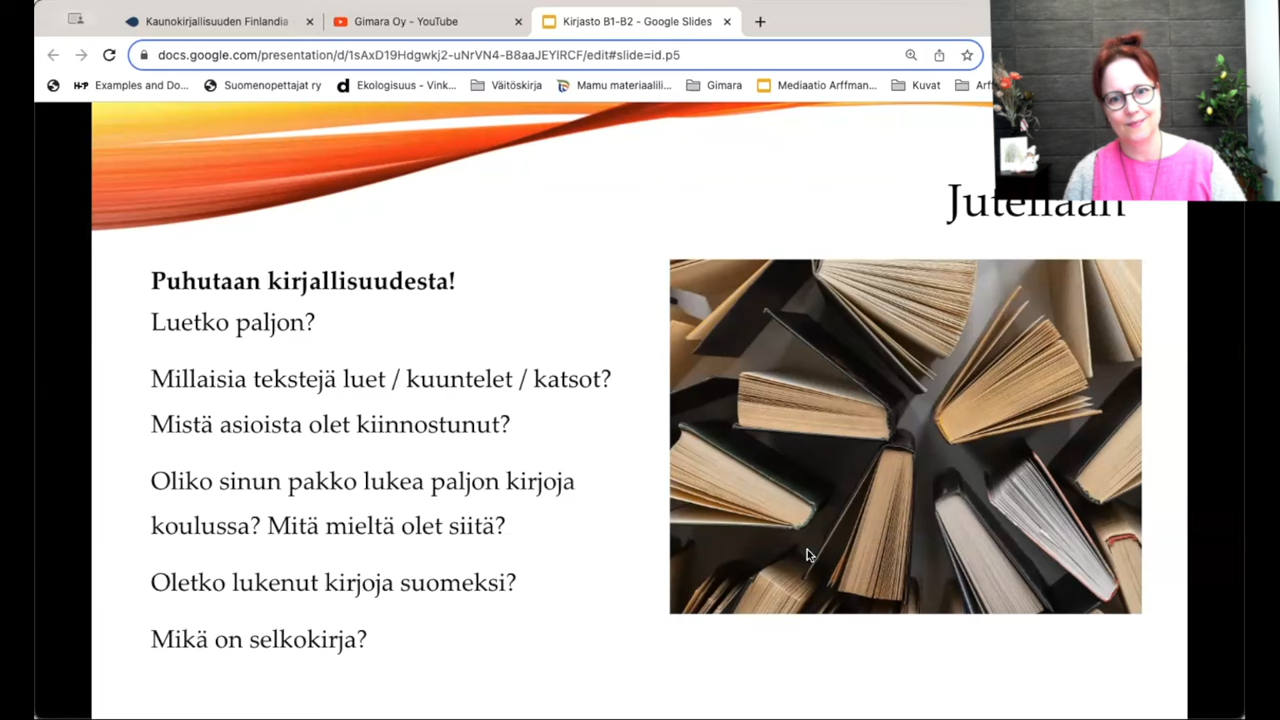 Kaunokirjallisuuden Finlandia
Gimara Oy - YouTube
Kirjasto B1-B2 - Google Slides
docs.google.com/presentation/d/1sAxD19Hdgwkj2-uNrVN4-B8aaJEYlRCF/edit#slide=id.p5
Examples and Do...
Suomenopettajat ry
Ekologisuus - Vink...
Väitöskirja
Mamu materiaalil...
Gimara
Mediaatio Arffman...
Kuvat
Arf
Jutellaan
Puhutaan kirjallisuudesta!
Luetko paljon?
Millaisia tekstejä luet / kuuntelet / katsot?
Mistä asioista olet kiinnostunut?
Oliko sinun pakko lukea paljon kirjoja
koulussa? Mitä mieltä olet siitä?
Oletko lukenut kirjoja suomeksi?
Mikä on selkokirja?